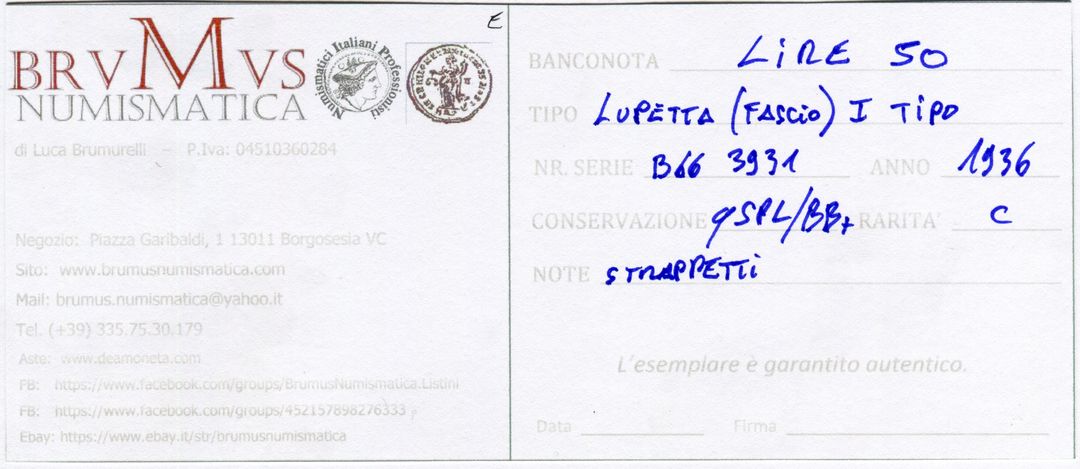 E
BRVMVS
NUMISMATICA
Numismatici Italiani Professionisti
di Luca Brumurelli – P.Iva: 04510360284
Negozio: Piazza Garibaldi, 1 13011 Borgosesia VC
Sito: www.brumusnumismatica.com
Mail: brumus.numismatica@yahoo.it
Tel. (+39) 335.75.30.179
Aste: www.deamoneta.com
FB: https://www.facebook.com/groups/BrumusNumismatica.Listini
FB: https://www.facebook.com/groups/452157898276333
Ebay: https://www.ebay.it/str/brumusnumismatica
BANCONOTA LIRE 50
TIPO LUPETTA (FASCIO) I TIPO
NR. SERIE B66 3931 ANNO 1936
CONSERVAZIONE qSPL/BB+ RARITA' C
NOTE STRAPPETTI
L'esemplare è garantito autentico.
Data Firma